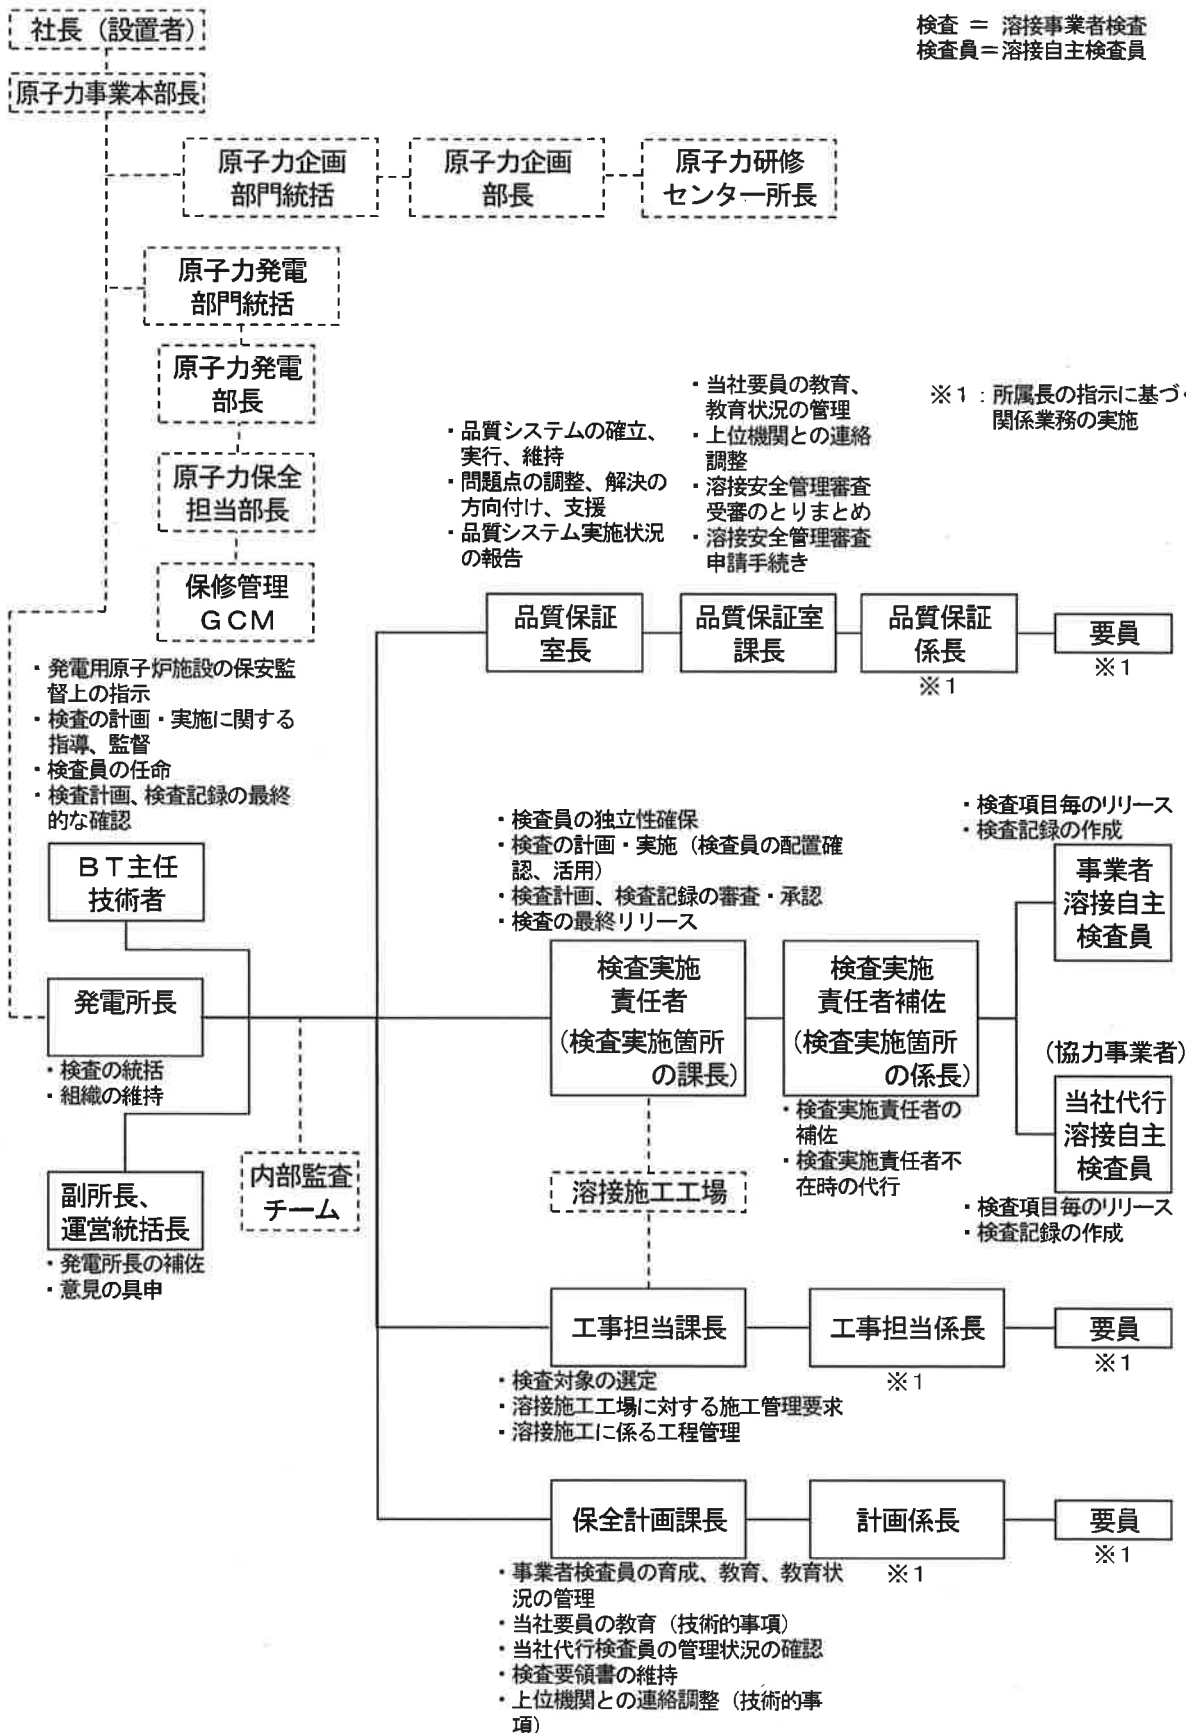 社長（設置者）
検査 ＝ 溶接事業者検査
検査員＝溶接自主検査員
原子力事業本部長
原子力企画
部門統括
原子力企画
部長
原子力研修
センター所長
原子力発電
部門統括
原子力発電
部長
原子力保全
担当部長
保修管理
ＧＣＭ
・品質システムの確立、
実行、維持
・問題点の調整、解決の
方向付け、支援
・品質システム実施状況
の報告
・当社要員の教育、
教育状況の管理
・上位機関との連絡
調整
・溶接安全管理審査
受審のとりまとめ
・溶接安全管理審査
申請手続き
※１：所属長の指示に基づく
関係業務の実施
品質保証
室長
品質保証室
課長
品質保証
係長
※１
要員
※１
・発電用原子炉施設の保安監
督上の指示
・検査の計画・実施に関する
指導、監督
・検査員の任命
・検査計画、検査記録の最終
的な確認
ＢＴ主任
技術者
発電所長
・検査の統括
・組織の維持
副所長、
運営統括長
・発電所長の補佐
・意見の具申
内部監査
チーム
・検査員の独立性確保
・検査の計画・実施（検査員の配置確
認、活用）
・検査計画、検査記録の審査・承認
・検査の最終リリース
検査実施
責任者
（検査実施箇所
の課長）
検査実施
責任者補佐
（検査実施箇所
の係長）
・検査実施責任者の
補佐
・検査実施責任者不
在時の代行
・検査項目毎のリリース
・検査記録の作成
事業者
溶接自主
検査員
（協力事業者）
当社代行
溶接自主
検査員
・検査項目毎のリリース
・検査記録の作成
溶接施工工場
工事担当課長
・検査対象の選定
・溶接施工工場に対する施工管理要求
・溶接施工に係る工程管理
工事担当係長
※１
要員
※１
保全計画課長
・事業者検査員の育成、教育、教育状
況の管理
・当社要員の教育（技術的事項）
・当社代行検査員の管理状況の確認
・検査要領書の維持
・上位機関との連絡調整（技術的事
項）
計画係長
※１
要員
※１